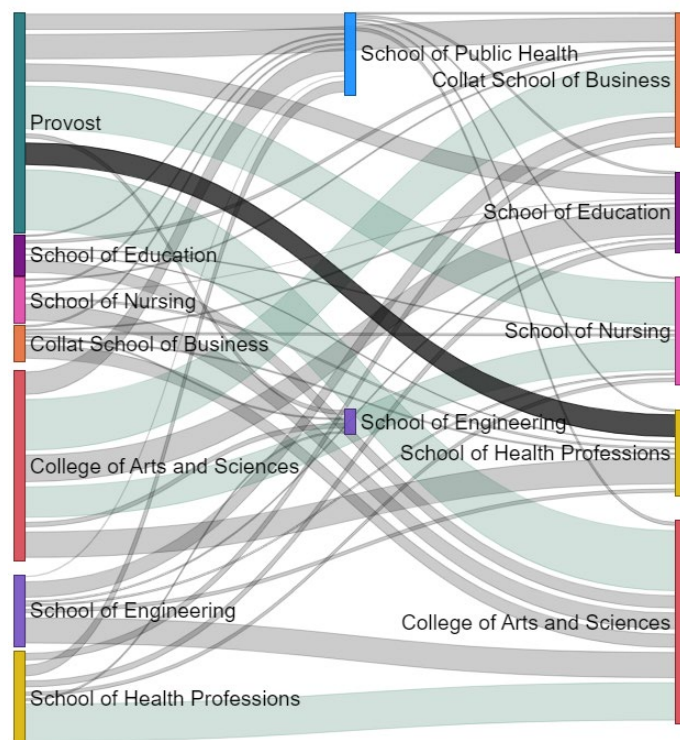 School of Public Health
Collat School of Business
Provost
School of Education
School of Education
School of Nursing
School of Nursing
Collat School of Business
School of Engineering
School of Health Professions
College of Arts and Sciences
School of Engineering
College of Arts and Sciences
School of Health Professions